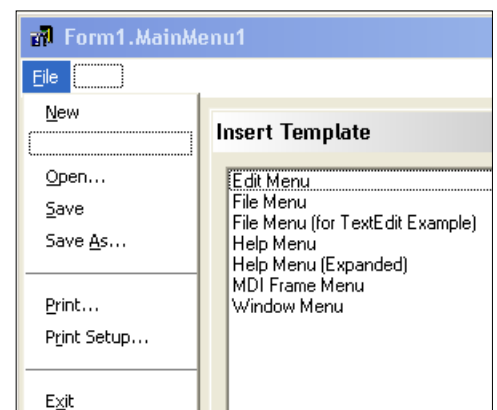 Form1.MainMenu1
File
New
Open...
Save
Save As...
Print...
Print Setup...
Exit
Insert Template
Edit Menu
File Menu
File Menu (for TextEdit Example)
Help Menu
Help Menu (Expanded)
MDI Frame Menu
Window Menu